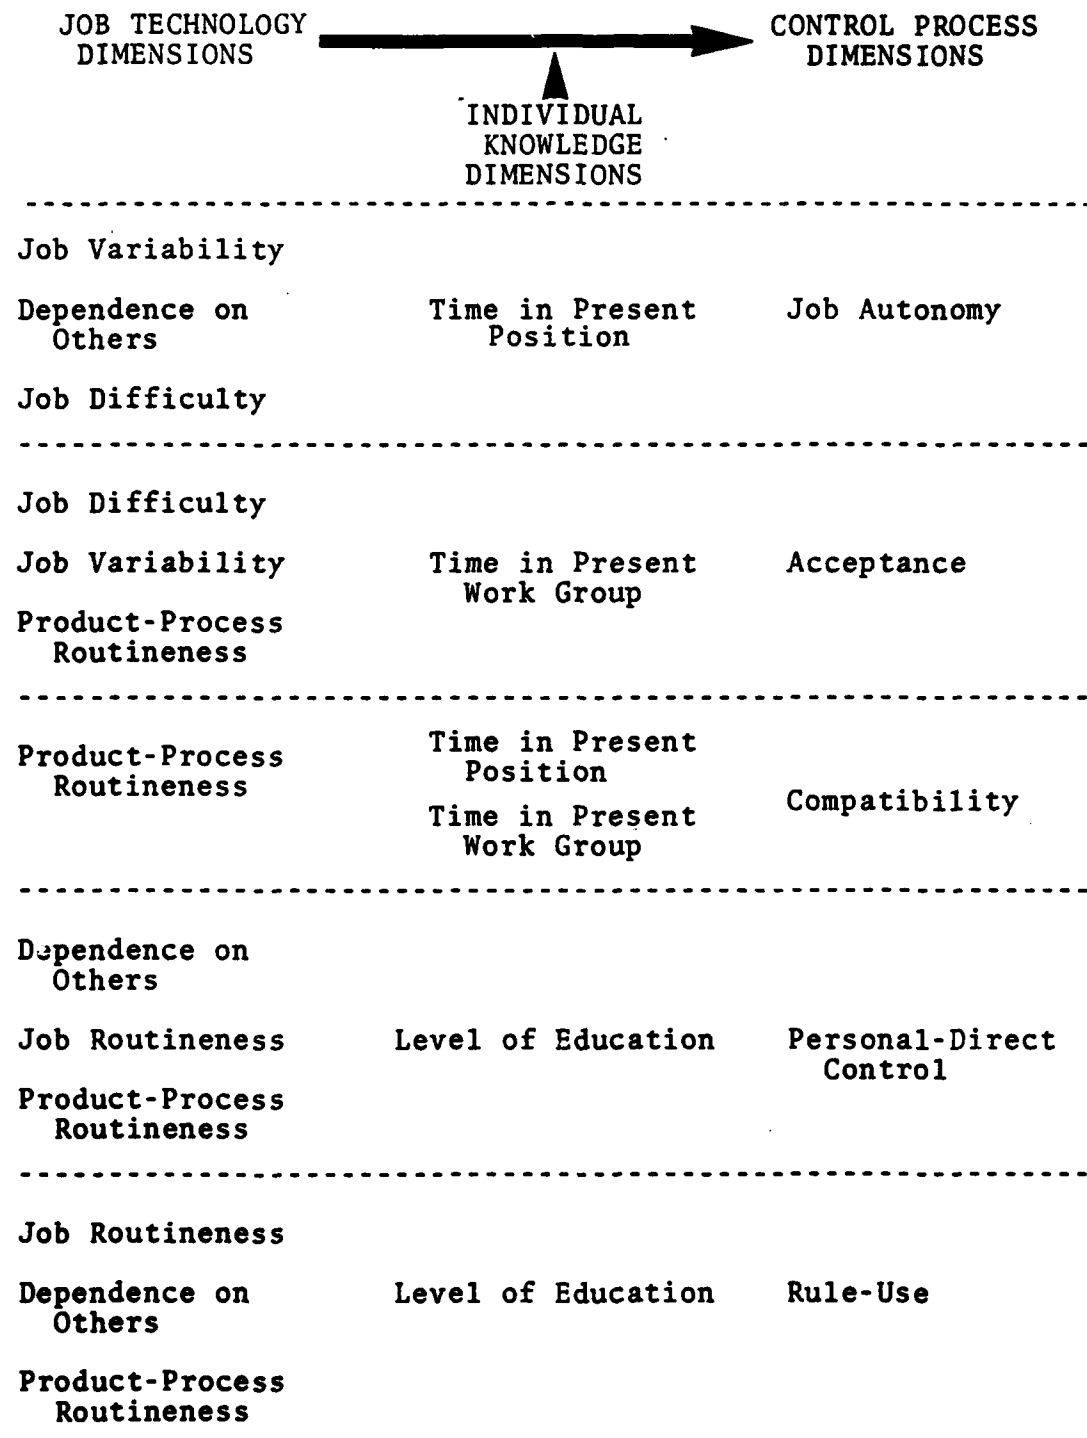 JOB TECHNOLOGY
DIMENSIONS
CONTROL PROCESS
DIMENSIONS
INDIVIDUAL
KNOWLEDGE
DIMENSIONS
Job Variability
Dependence on
Others
Time in Present
Position
Job Autonomy
Job Difficulty
Job Difficulty
Job Variability
Time in Present
Work Group
Acceptance
Product-Process
Routineness
Product-Process
Routineness
Time in Present
Position
Time in Present
Work Group
Compatibility
Dependence on
Others
Job Routineness
Level of Education
Personal-Direct
Control
Product-Process
Routineness
Job Routineness
Dependence on
Others
Level of Education
Rule-Use
Product-Process
Routineness